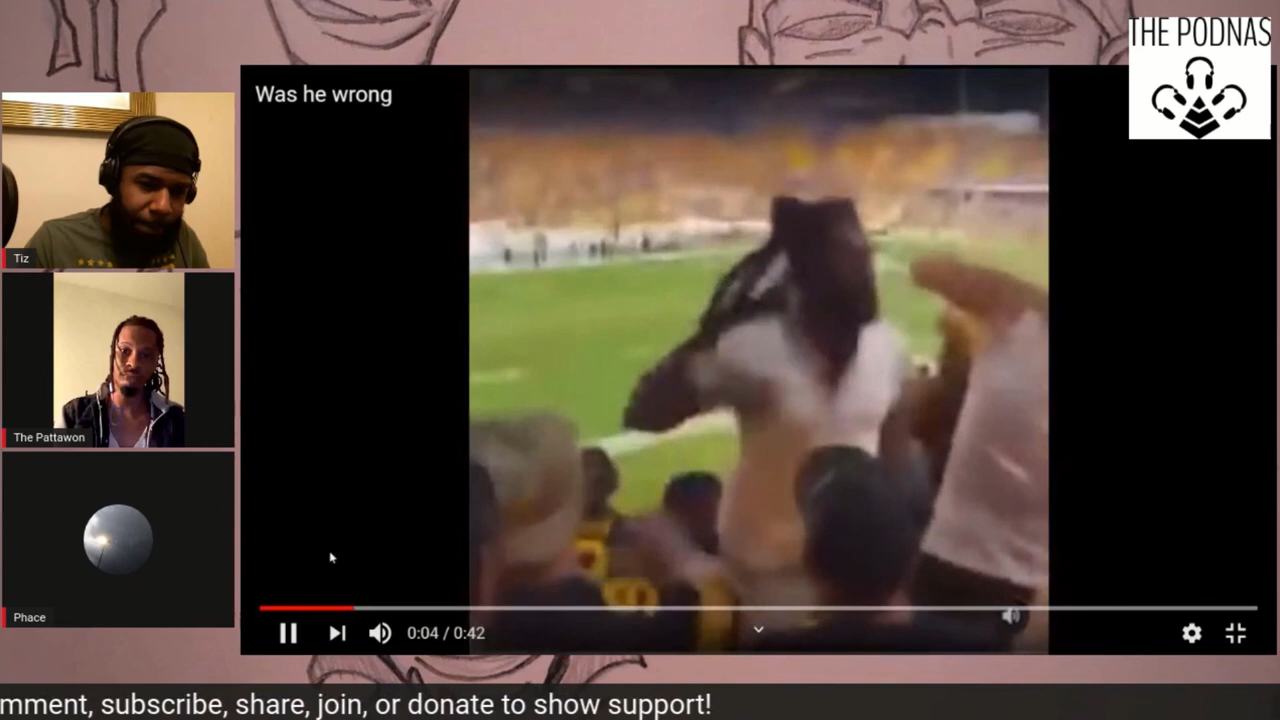 THE PODNAS
Was he wrong
Tiz
The Pattawon
Phace
0:04 / 0:42
mment, subscribe, share, join, or donate to show support!